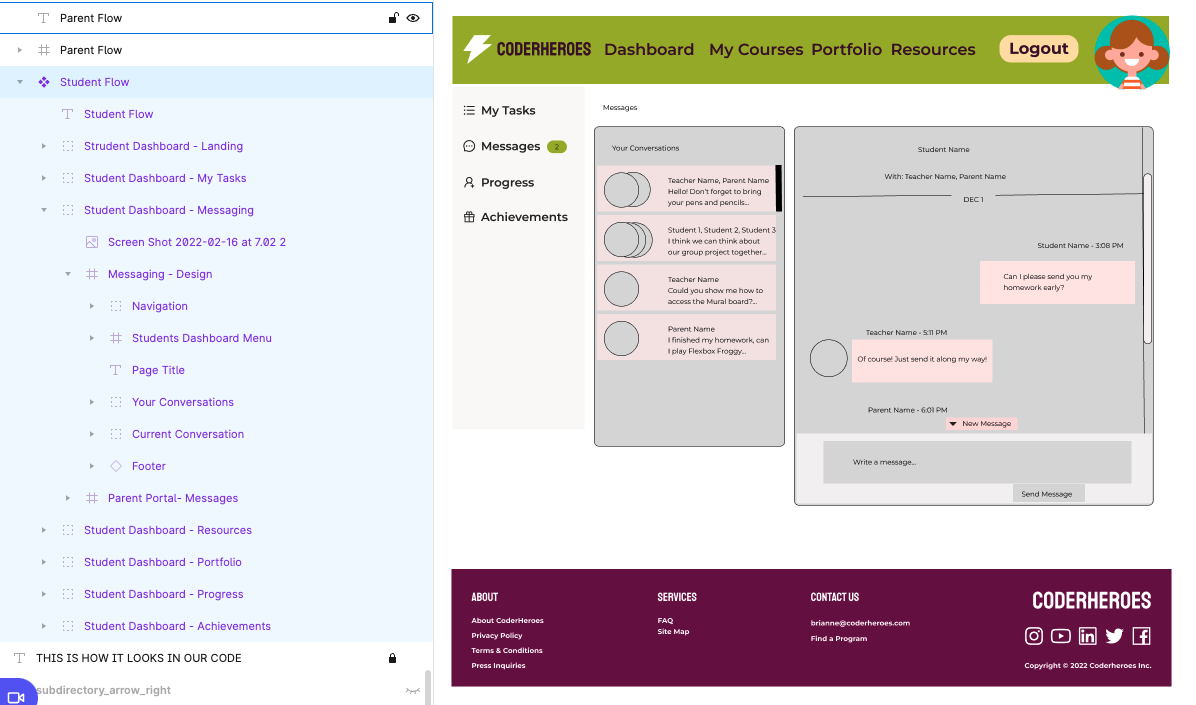 Parent Flow
Parent Flow
Student Flow
Student Flow
Strudent Dashboard - Landing
Student Dashboard - My Tasks
Student Dashboard - Messaging
Screen Shot 2022-02-16 at 7.02 2
Messaging - Design
Navigation
Students Dashboard Menu
Page Title
Your Conversations
Current Conversation
Footer
Parent Portal- Messages
Student Dashboard - Resources
Student Dashboard - Portfolio
Student Dashboard - Progress
Student Dashboard - Achievements
THIS IS HOW IT LOOKS IN OUR CODE
subdirectory_arrow_right
CODERHEROES Dashboard My Courses Portfolio Resources Logout
My Tasks
Messages 2
Progress
Achievements
Messages
Your Conversations
Teacher Name, Parent Name
Hello! Don't forget to bring
your pens and pencils...
Student 1, Student 2, Student 3
I think we can think about
our group project together...
Teacher Name
Could you show me how to
access the Mural board?...
Parent Name
I finished my homework, can
I play Flexbox Froggy...
Student Name
With: Teacher Name, Parent Name
DEC 1
Student Name - 3:08 PM
Can I please send you my
homework early?
Teacher Name - 5:11 PM
Of course! Just send it along my way!
Parent Name - 6:01 PM
New Message
Write a message...
Send Message
ABOUT
About CoderHeroes
Privacy Policy
Terms & Conditions
Press Inquiries
SERVICES
FAQ
Site Map
CONTACT US
brianne@coderheroes.com
Find a Program
CODERHEROES
Copyright © 2022 Coderheroes Inc.